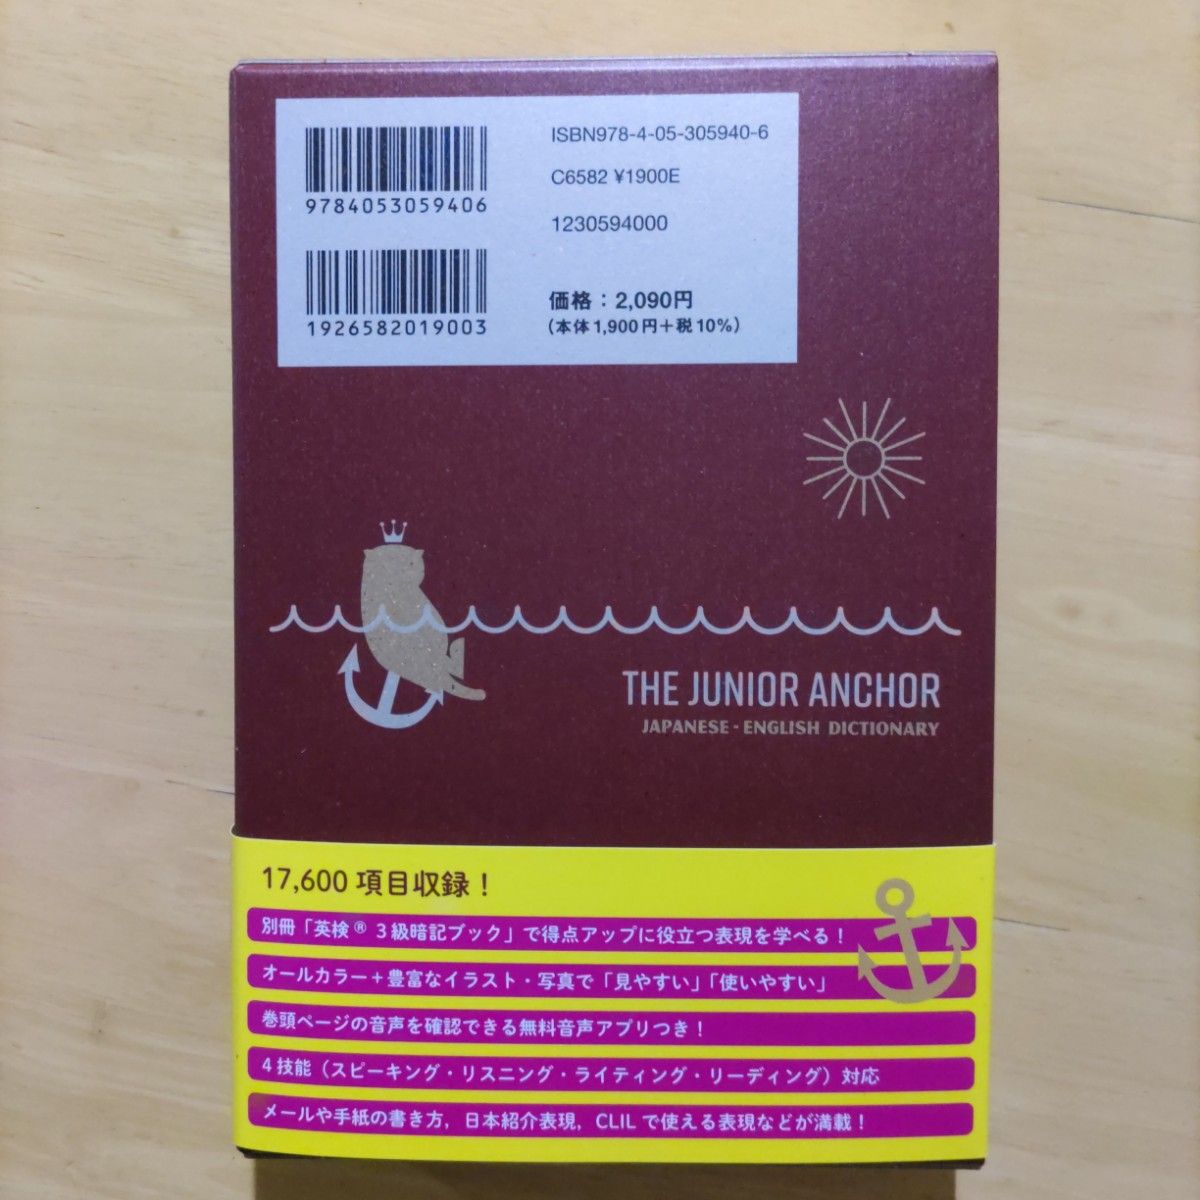 ISBN978-4-05-305940-6
9784053059406
C6582 ¥1900E
1230594000
1926582019003
価格：2,090円
（本体1,900円＋税10%）
THE JUNIOR ANCHOR
JAPANESE - ENGLISH DICTIONARY
17,600 項目収録！
別冊「英検® 3級暗記ブック」で得点アップに役立つ表現を学べる！
オールカラー＋豊富なイラスト・写真で「見やすい」「使いやすい」
巻頭ページの音声を確認できる無料音声アプリつき！
4技能（スピーキング・リスニング・ライティング・リーディング）対応
メールや手紙の書き方，日本紹介表現，CLILで使える表現などが満載！